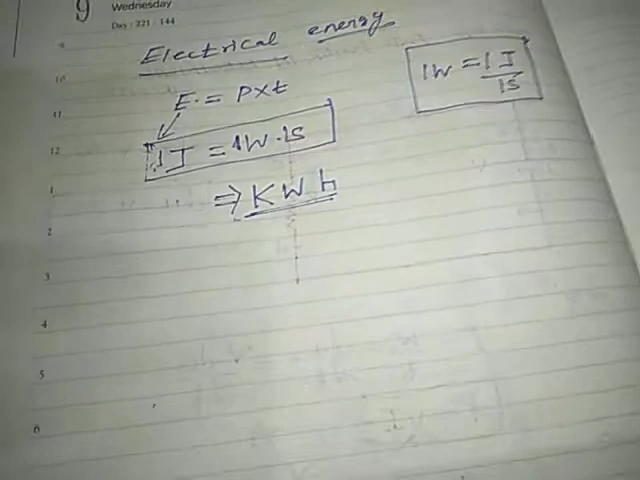 9
Wednesday
Day : 221 - 144
Electrical energy
1W = 1J/1S
E. = P×t
1J = 1W·1S
⇒ KWh
9
10
11
12
1
2
3
4
5
6